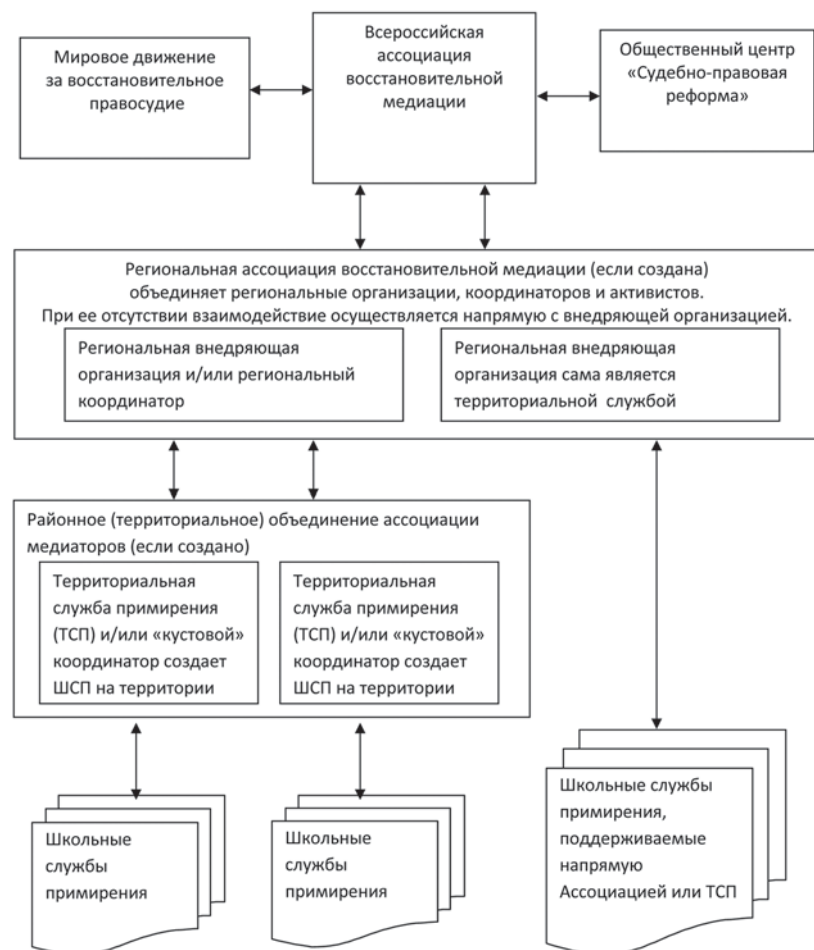 Мировое движение
за восстановительное
правосудие
Всероссийская
ассоциация
восстановительной
медиации
Общественный центр
«Судебно-правовая
реформа»
Региональная ассоциация восстановительной медиации (если создана)
объединяет региональные организации, координаторов и активистов.
При ее отсутствии взаимодействие осуществляется напрямую с внедряющей организацией.
Региональная внедряющая
организация и/или региональный
координатор
Региональная внедряющая
организация сама является
территориальной службой
Районное (территориальное) объединение ассоциации
медиаторов (если создано)
Территориальная
служба примирения
(ТСП) и/или «кустовой»
координатор создает
ШСП на территории
Территориальная
служба примирения
(ТСП) и/или «кустовой»
координатор создает
ШСП на территории
Школьные
службы
примирения
Школьные
службы
примирения
Школьные службы
примирения,
поддерживаемые
напрямую
Ассоциацией или ТСП